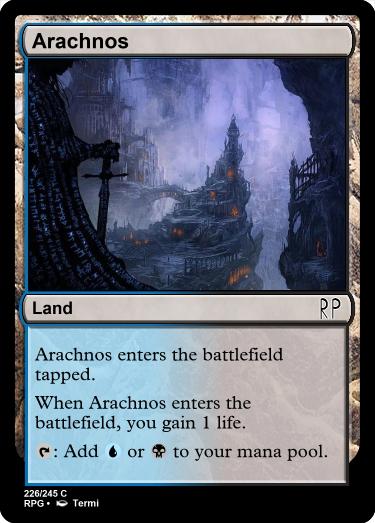 Arachnos
Land RP
Arachnos enters the battlefield
tapped.
When Arachnos enters the
battlefield, you gain 1 life.
: Add or to your mana pool.
226/245 C
RPG • Termi